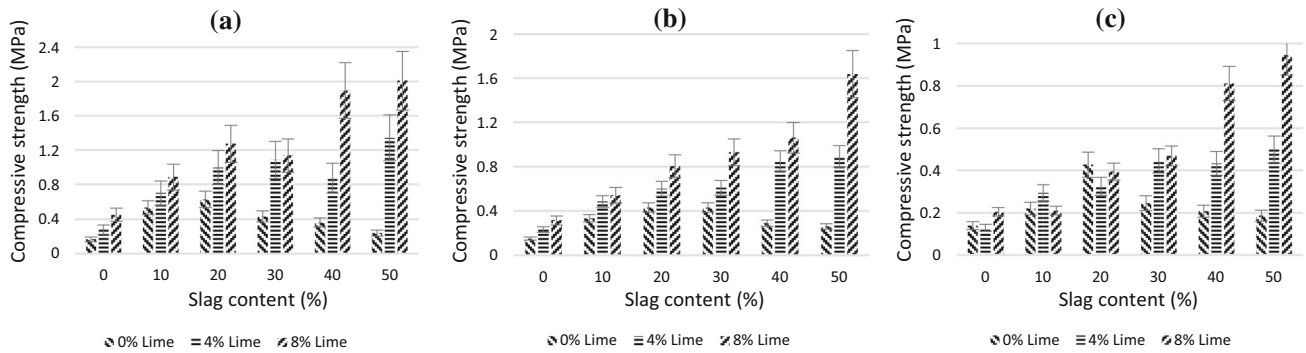 (a)
Compressive strength (MPa)
2.4
2
1.6
1.2
0.8
0.4
0
0 10 20 30 40 50
Slag content (%)
0% Lime 4% Lime 8% Lime
(b)
Compressive strength (MPa)
2
1.6
1.2
0.8
0.4
0
0 10 20 30 40 50
Slag content (%)
0% Lime 4% Lime 8% Lime
(c)
Compressive strength (MPa)
1
0.8
0.6
0.4
0.2
0
0 10 20 30 40 50
Slag content (%)
0% Lime 4% Lime 8% Lime